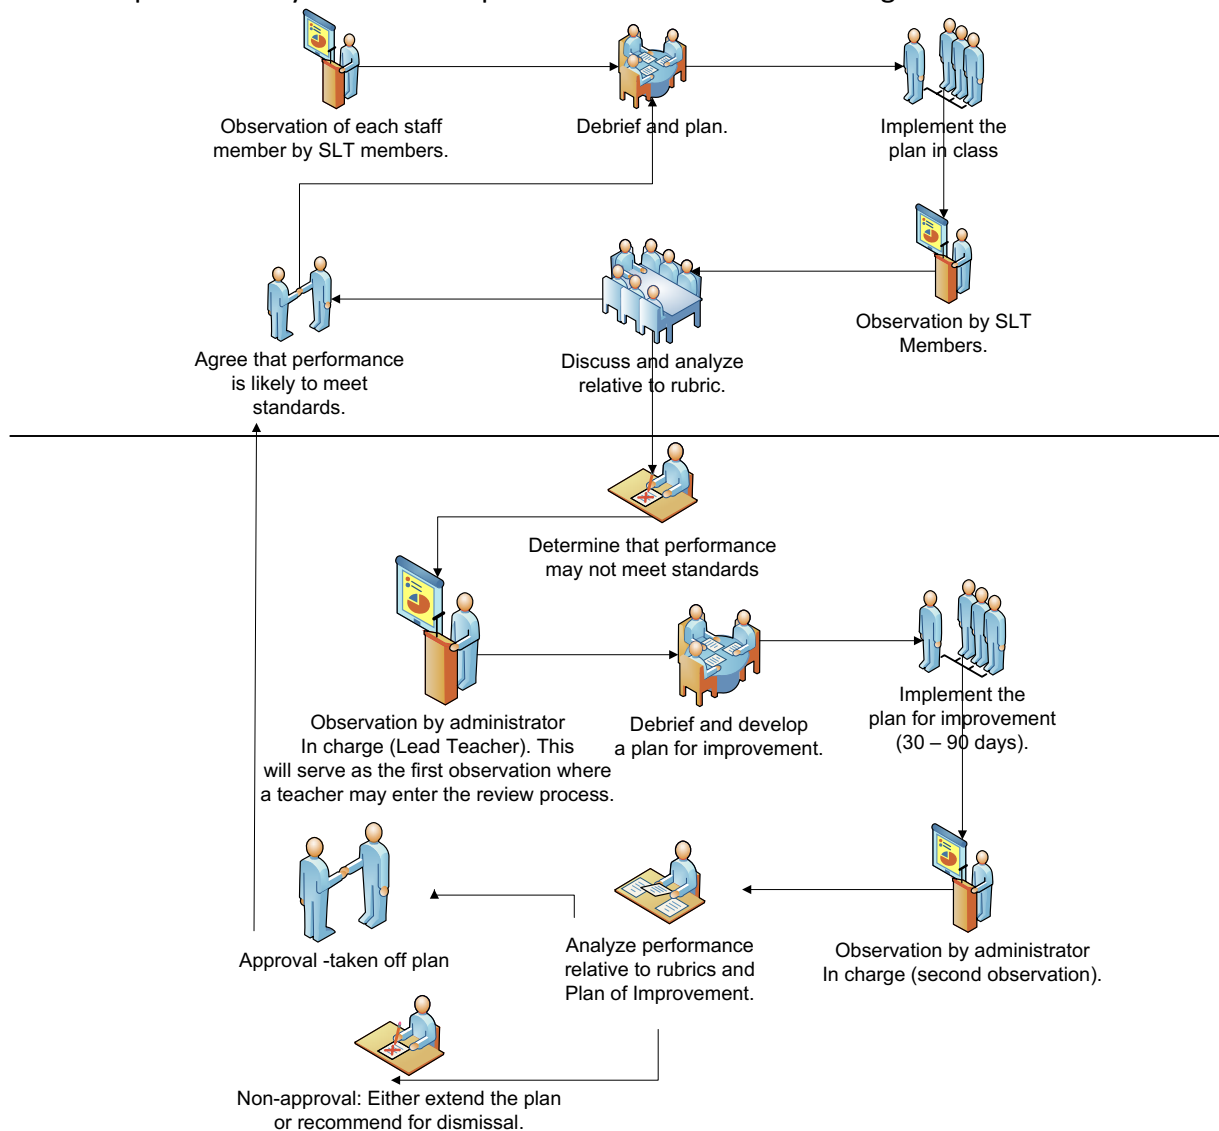 Observation of each staff
member by SLT members.
Debrief and plan.
Implement the
plan in class
Agree that performance
is likely to meet
standards.
Discuss and analyze
relative to rubric.
Observation by SLT
Members.
Determine that performance
may not meet standards
Observation by administrator
In charge (Lead Teacher). This
will serve as the first observation where
a teacher may enter the review process.
Debrief and develop
a plan for improvement.
Implement the
plan for improvement
(30 – 90 days).
Approval -taken off plan
Analyze performance
relative to rubrics and
Plan of Improvement.
Observation by administrator
In charge (second observation).
Non-approval: Either extend the plan
or recommend for dismissal.